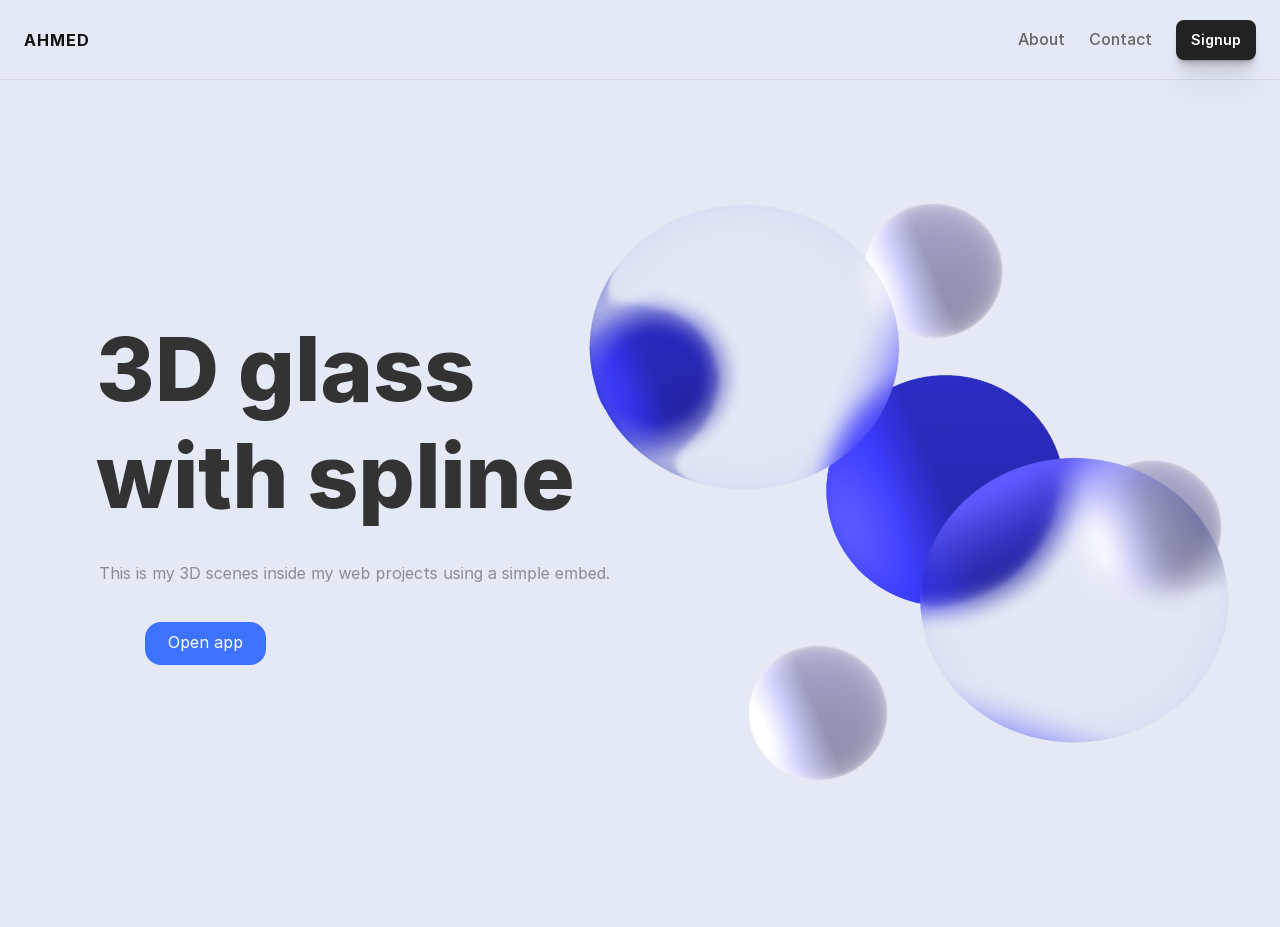 AHMED
About
Contact
Signup
3D glass
with spline
This is my 3D scenes inside my web projects using a simple embed.
Open app